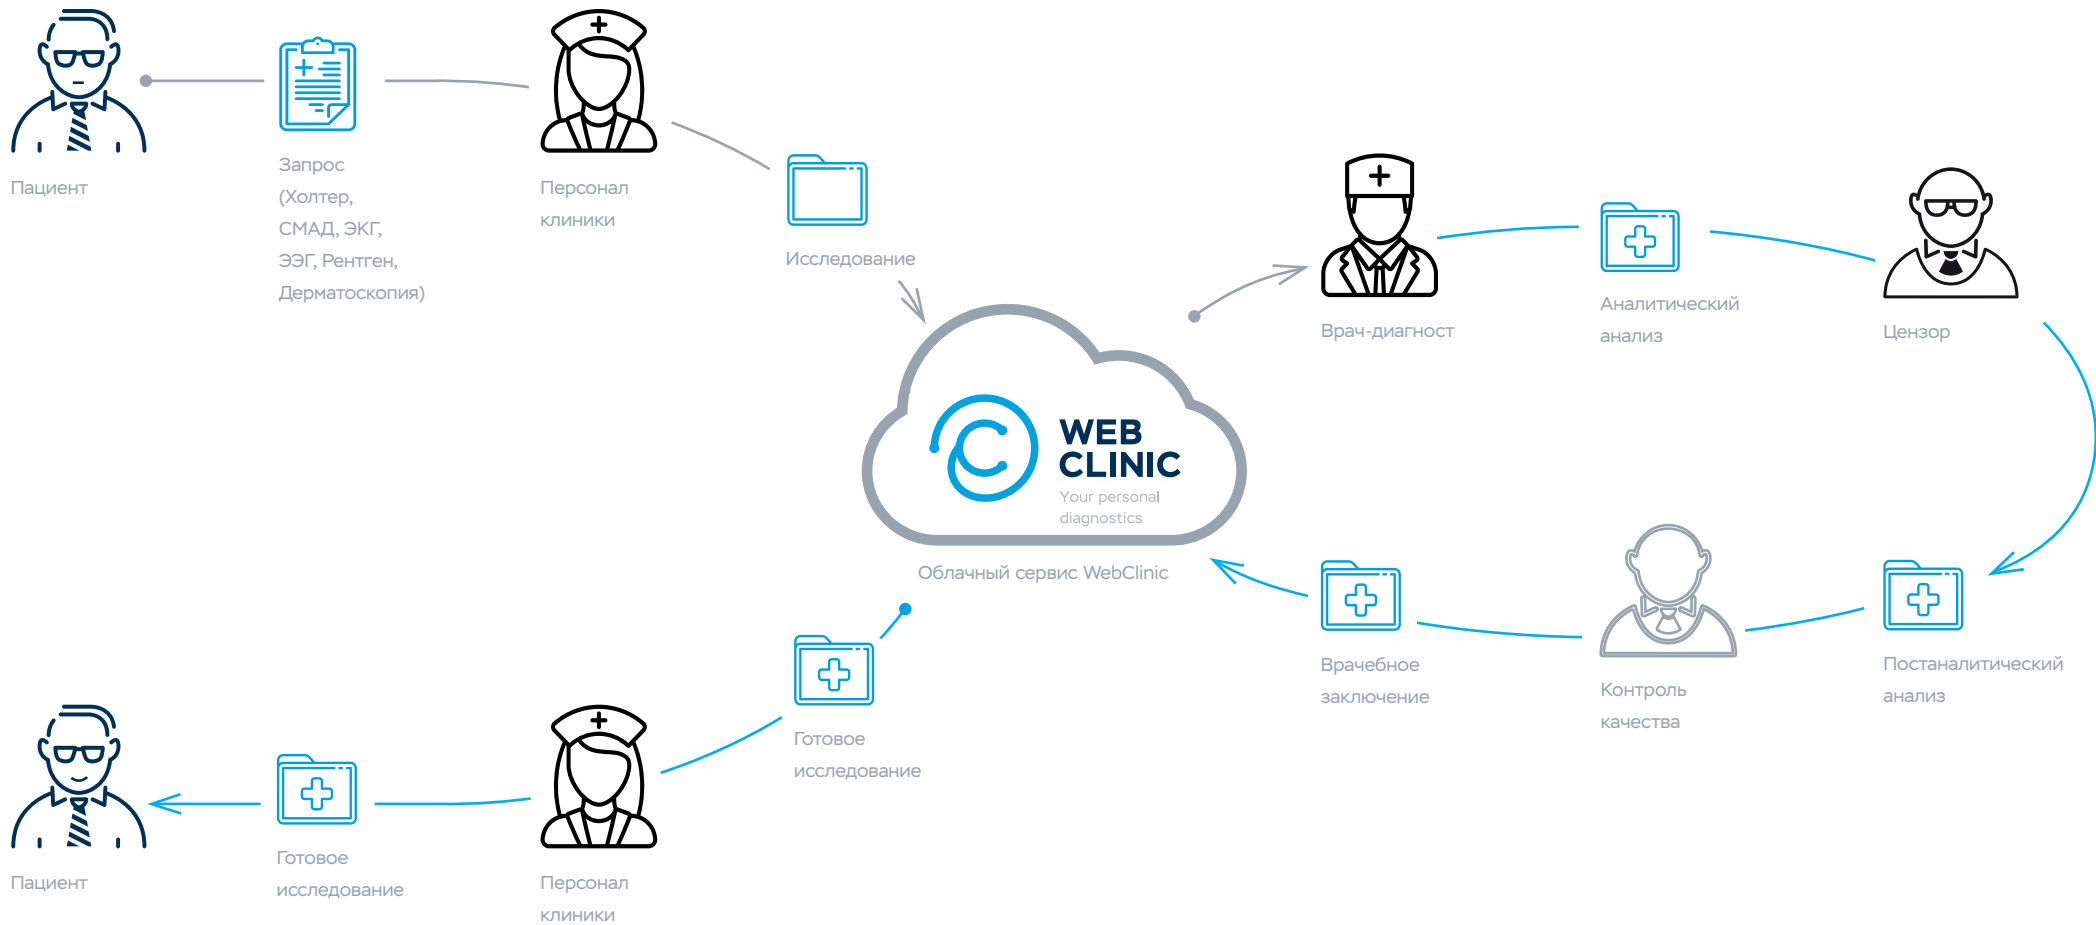 Пациент
Запрос
(Холтер,
СМАД, ЭКГ,
ЭЭГ, Рентген,
Дерматоскопия)
Персонал
клиники
Исследование
Врач-диагност
Аналитический
анализ
Цензор
WEB
CLINIC
Your personal
diagnostics
Облачный сервис WebClinic
Постаналитический
анализ
Контроль
качества
Врачебное
заключение
Готовое
исследование
Персонал
клиники
Готовое
исследование
Пациент